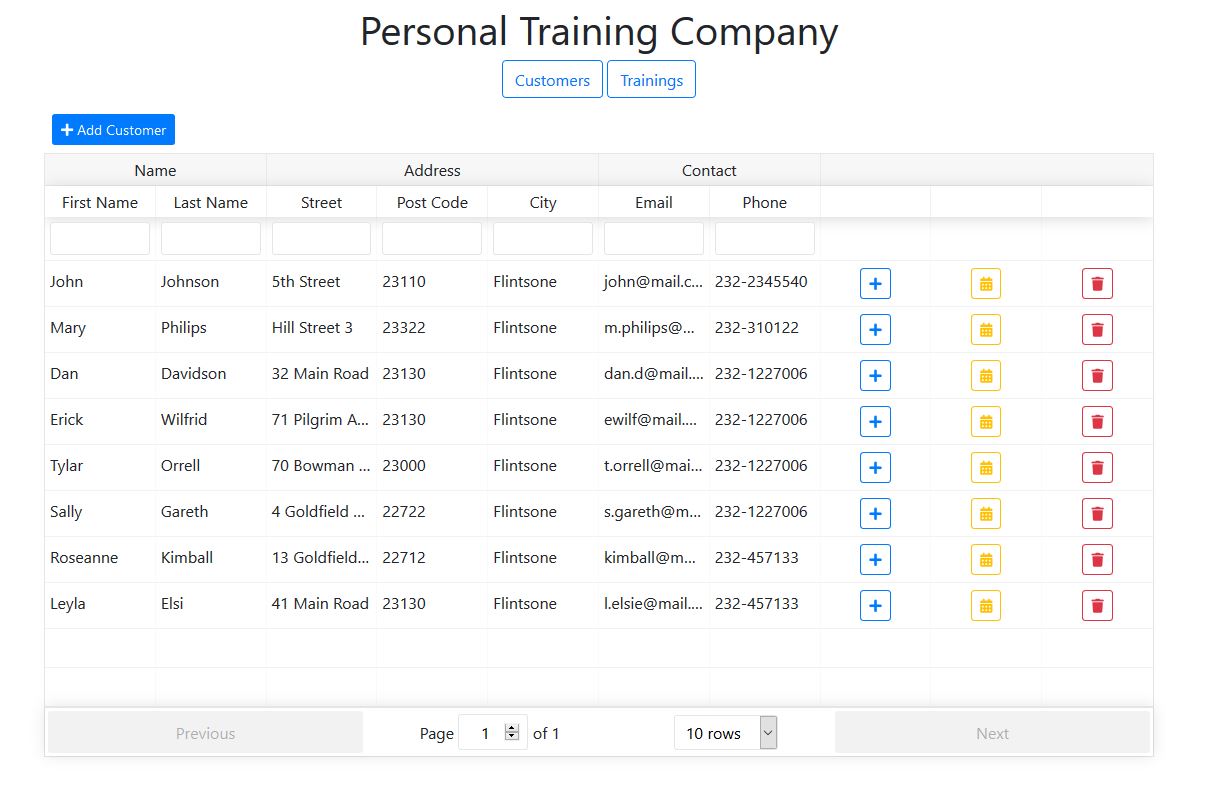 Personal Training Company
Customers Trainings
Add Customer
Name Address Contact
First Name Last Name Street Post Code City Email Phone
John Johnson 5th Street 23110 Flintsone john@mail.c... 232-2345540
Mary Philips Hill Street 3 23322 Flintsone m.philips@... 232-310122
Dan Davidson 32 Main Road 23130 Flintsone dan.d@mail.... 232-1227006
Erick Wilfrid 71 Pilgrim A... 23130 Flintsone ewilf@mail.... 232-1227006
Tylar Orrell 70 Bowman ... 23000 Flintsone t.orrell@mai... 232-1227006
Sally Gareth 4 Goldfield ... 22722 Flintsone s.gareth@m... 232-1227006
Roseanne Kimball 13 Goldfield... 22712 Flintsone kimball@m... 232-457133
Leyla Elsi 41 Main Road 23130 Flintsone l.elsie@mail.... 232-457133
Previous Page 1 of 1 10 rows Next